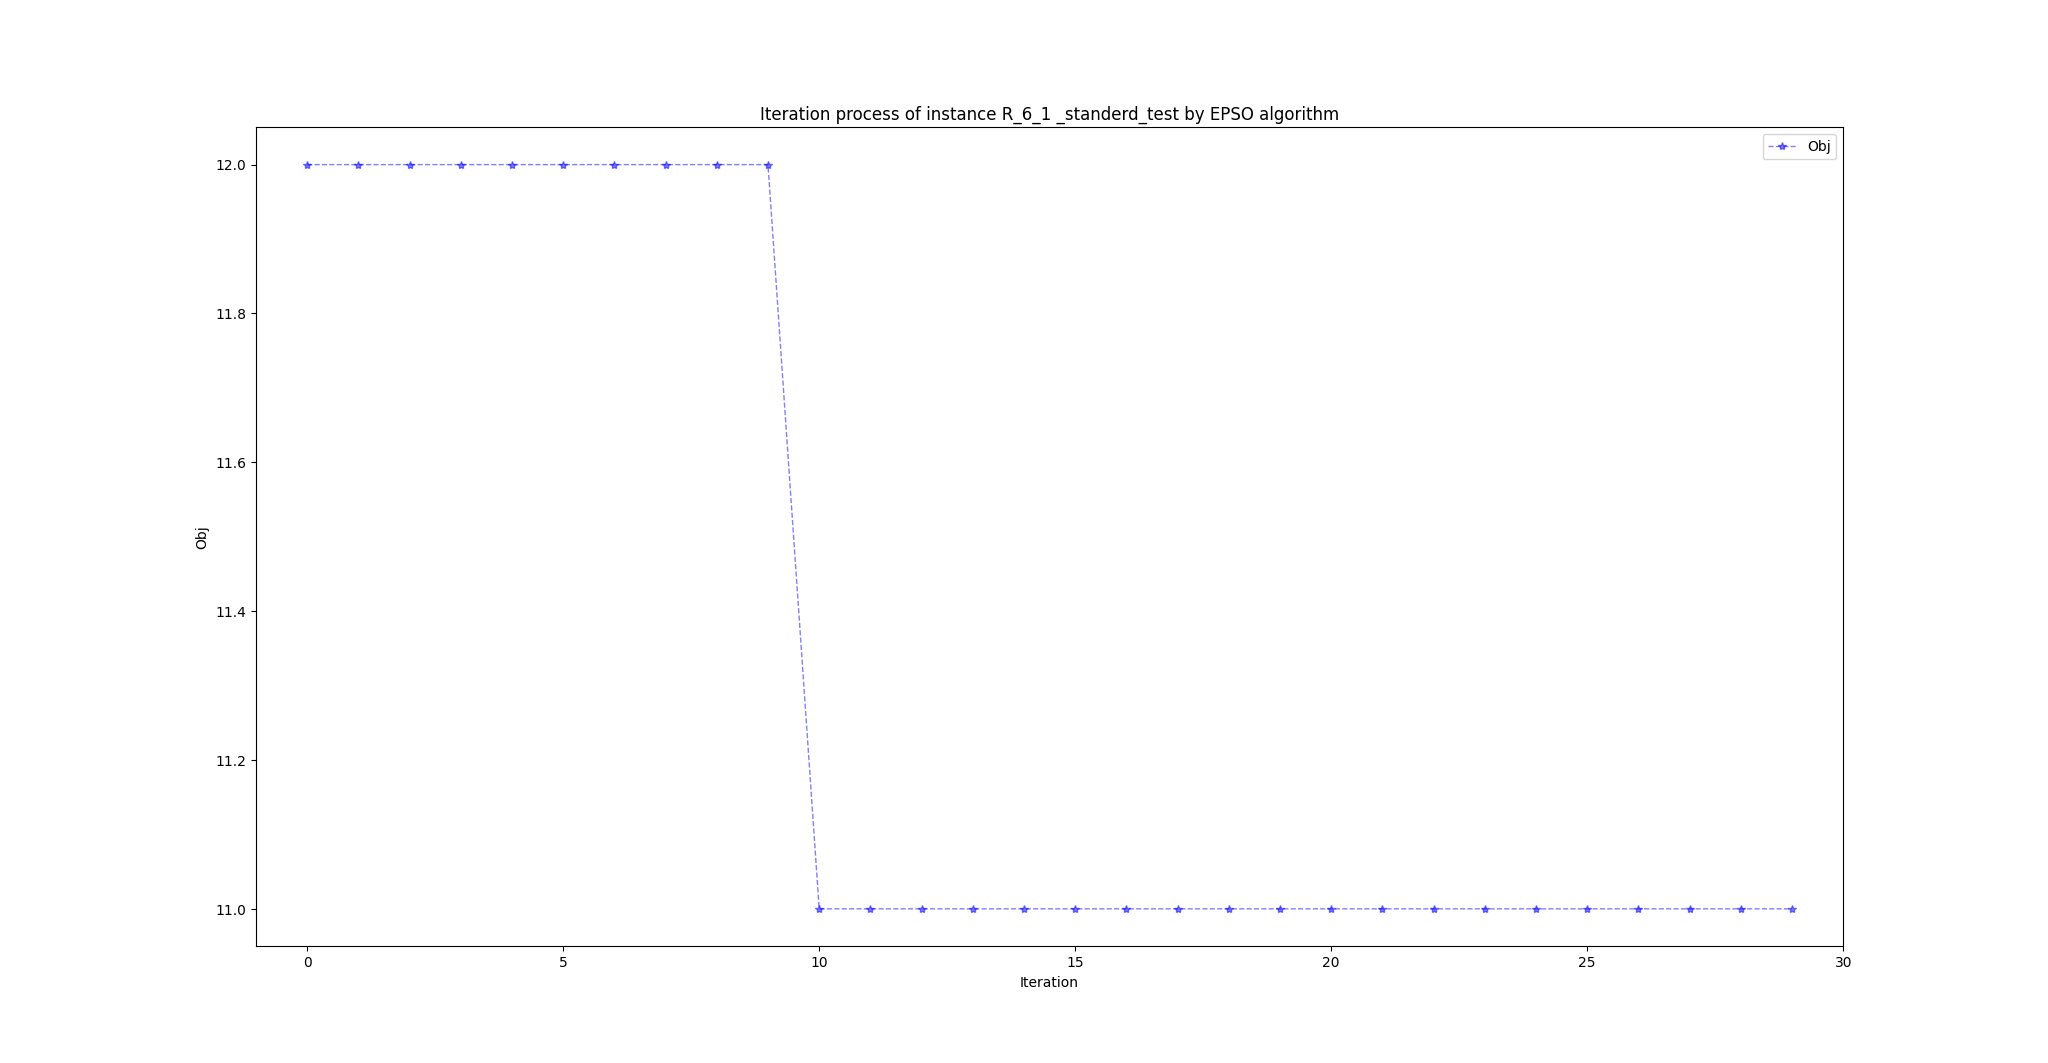 Iteration process of instance R_6_1 _standerd_test by EPSO algorithm
Obj
12.0
11.8
11.6
11.4
11.2
11.0
Obj
0 5 10 15 20 25 30
Iteration